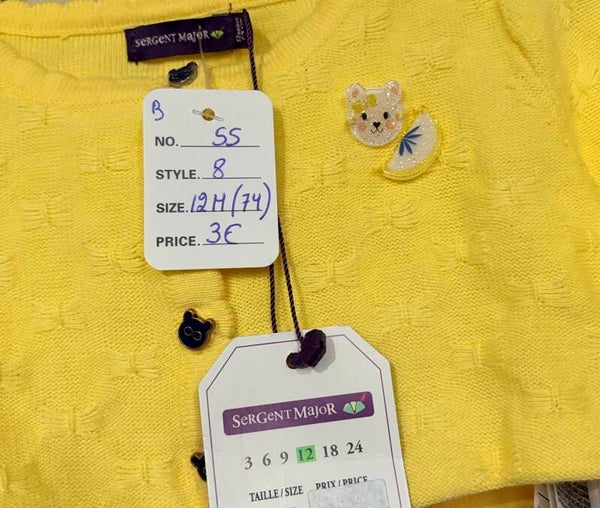 SERGENT MAJOR
B
NO. SS
STYLE. 8
SIZE. 12M (74)
PRICE. 3€
SERGENT MAJOR
3 6 9 12 18 24
TAILLE / SIZE PRIX / PRICE